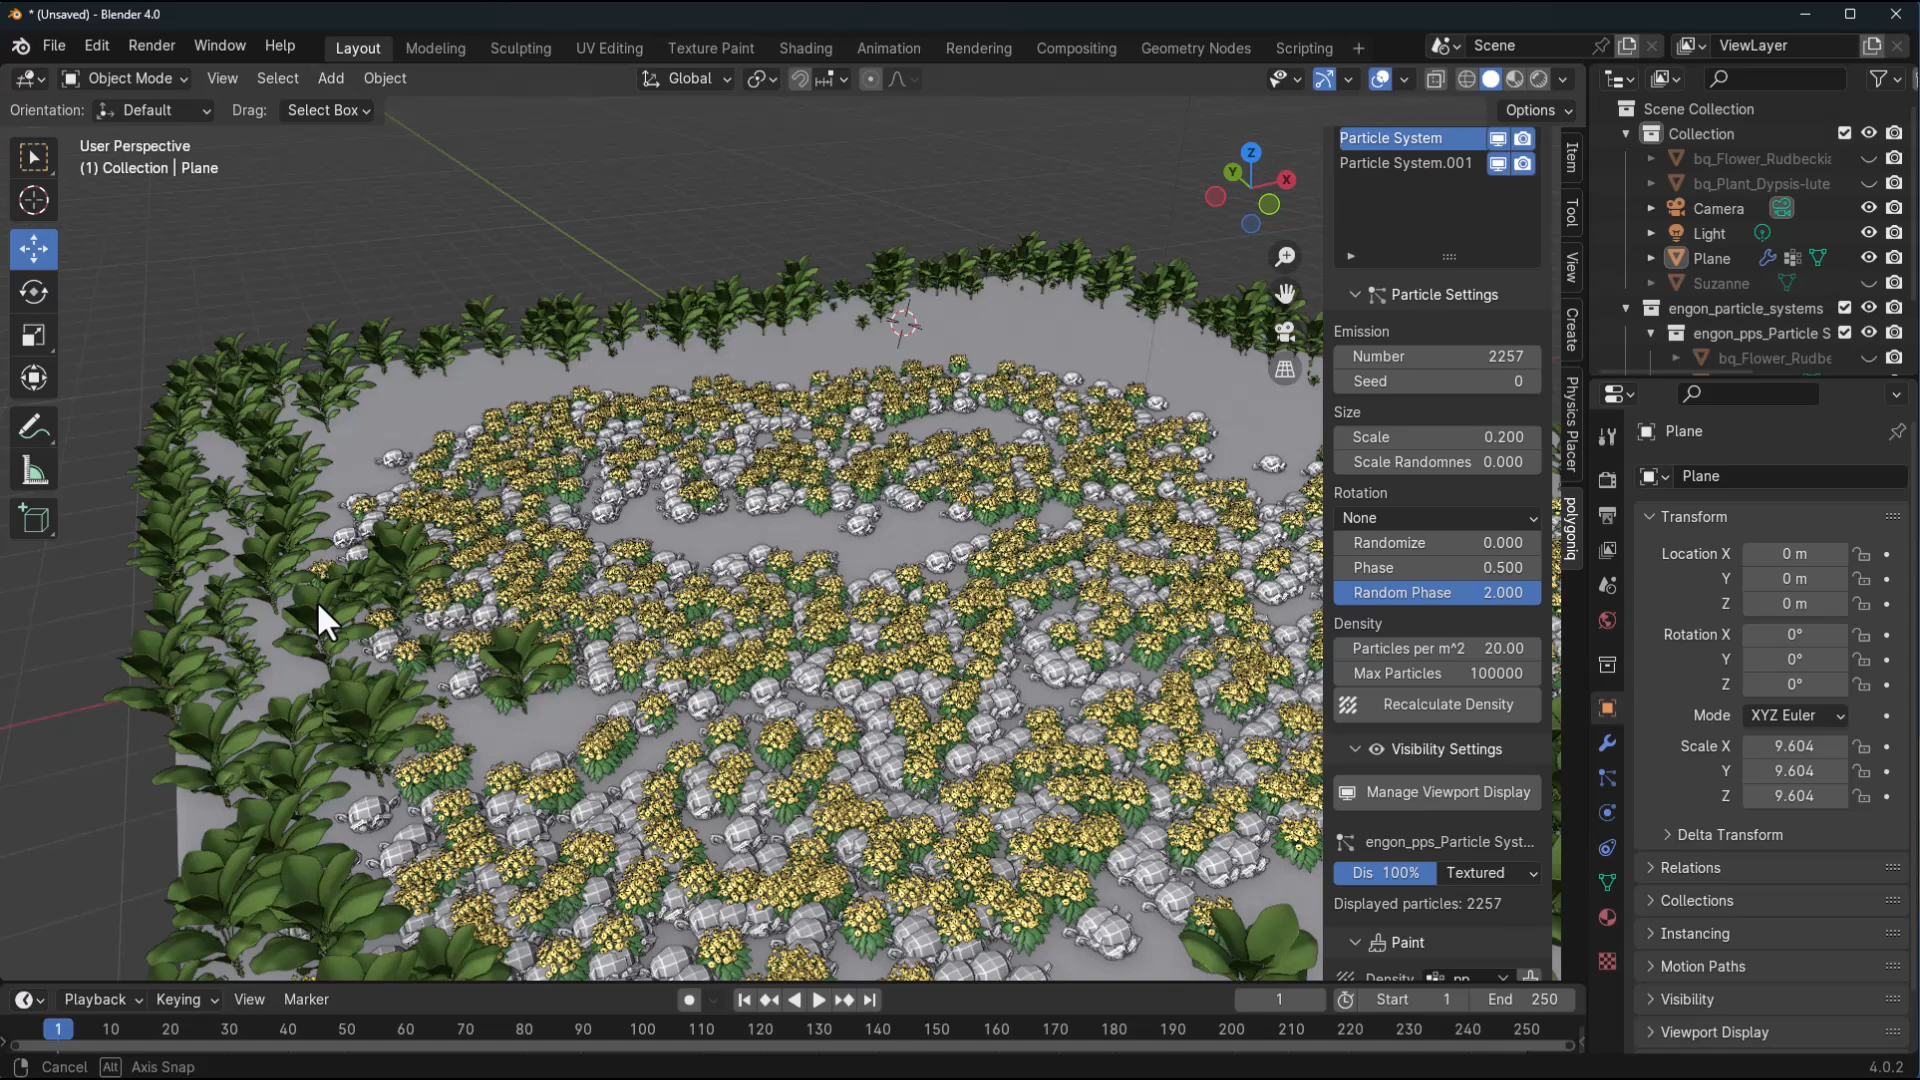 * (Unsaved) - Blender 4.0
File Edit Render Window Help Layout Modeling Sculpting UV Editing Texture Paint Shading Animation Rendering Compositing Geometry Nodes Scripting + Scene ViewLayer
Object Mode View Select Add Object Global
Orientation: Default Drag: Select Box Options
User Perspective
(1) Collection | Plane
Z
Y
X
Particle System
Particle System.001
Particle Settings
Emission
Number 2257
Seed 0
Size
Scale 0.200
Scale Randomnes 0.000
Rotation
None
Randomize 0.000
Phase 0.500
Random Phase 2.000
Density
Particles per m^2 20.00
Max Particles 100000
Recalculate Density
Visibility Settings
Manage Viewport Display
engon_pps_Particle Syst...
Dis 100% Textured
Displayed particles: 2257
Paint
Density
Item
Tool
View
Create
Physics Placer
polygoniq
Scene Collection
Collection
bq_Flower_Rudbeckia
bq_Plant_Dypsis-lute
Camera
Light
Plane
Suzanne
engon_particle_systems
engon_pps_Particle S
bq_Flower_Rudbe
Plane
Plane
Transform
Location X 0 m
Y 0 m
Z 0 m
Rotation X 0°
Y 0°
Z 0°
Mode XYZ Euler
Scale X 9.604
Y 9.604
Z 9.604
Delta Transform
Relations
Collections
Instancing
Motion Paths
Visibility
Viewport Display
Playback Keying View Marker 1 Start 1 End 250
1 10 20 30 40 50 60 70 80 90 100 110 120 130 140 150 160 170 180 190 200 210 220 230 240 250
Cancel Alt Axis Snap 4.0.2